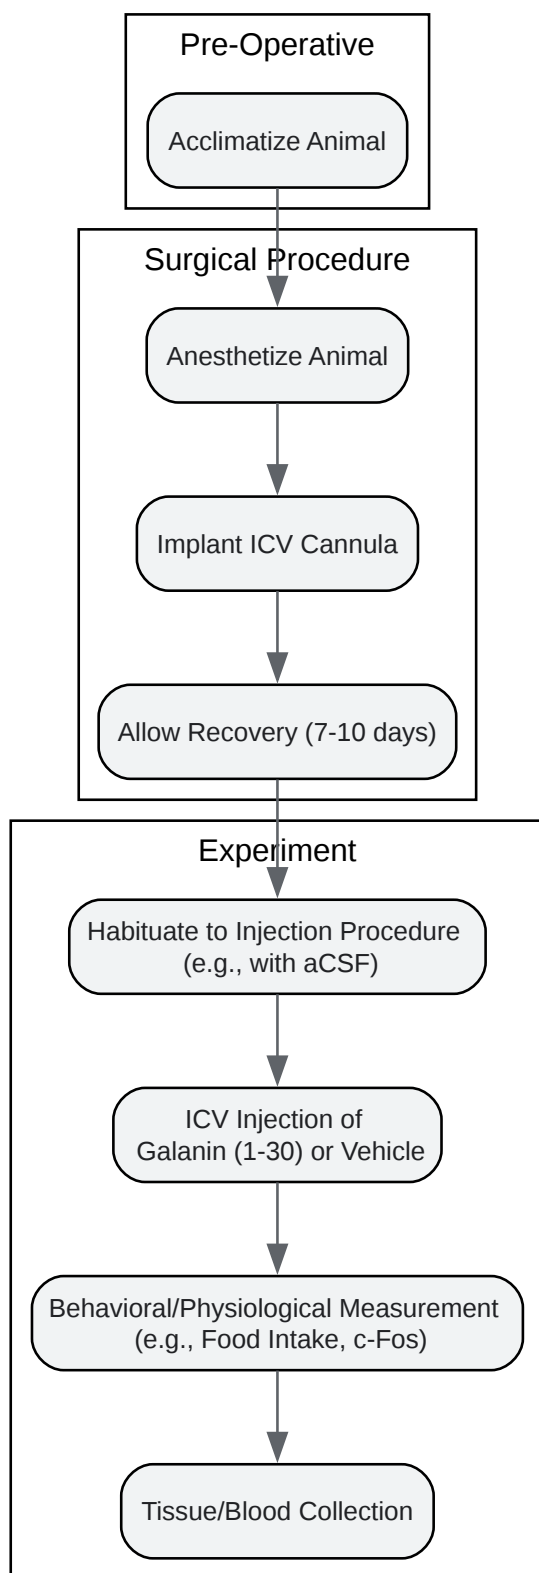 Pre-Operative
Acclimatize Animal
Surgical Procedure
Anesthetize Animal
Implant ICV Cannula
Allow Recovery (7-10 days)
Experiment
Habituate to Injection Procedure
(e.g., with aCSF)
ICV Injection of
Galanin (1-30) or Vehicle
Behavioral/Physiological Measurement
(e.g., Food Intake, c-Fos)
Tissue/Blood Collection